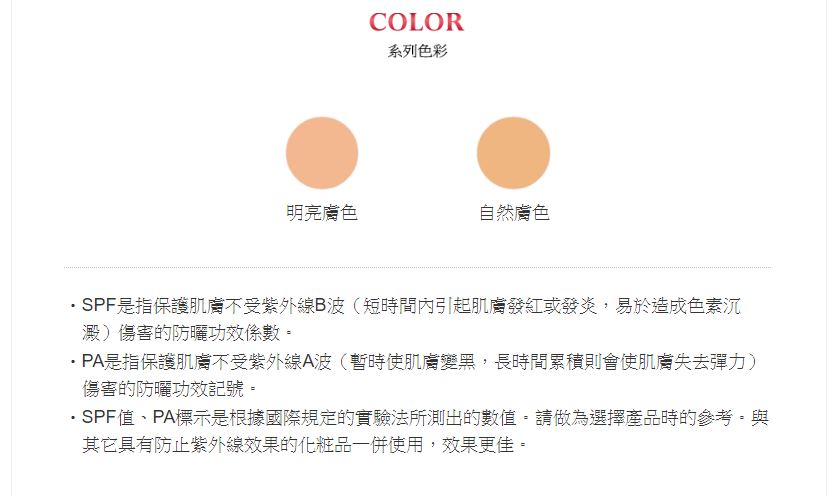 COLOR
系列色彩
明亮膚色
自然膚色
・SPF是指保護肌膚不受紫外線B波（短時間內引起肌膚發紅或發炎，易於造成色素沉
澱）傷害的防曬功效係數。
・PA是指保護肌膚不受紫外線A波（暫時使肌膚變黑，長時間累積則會使肌膚失去彈力）
傷害的防曬功效記號。
・SPF值、PA標示是根據國際規定的實驗法所測出的數值。請做為選擇產品時的參考。與
其它具有防止紫外線效果的化粧品一併使用，效果更佳。